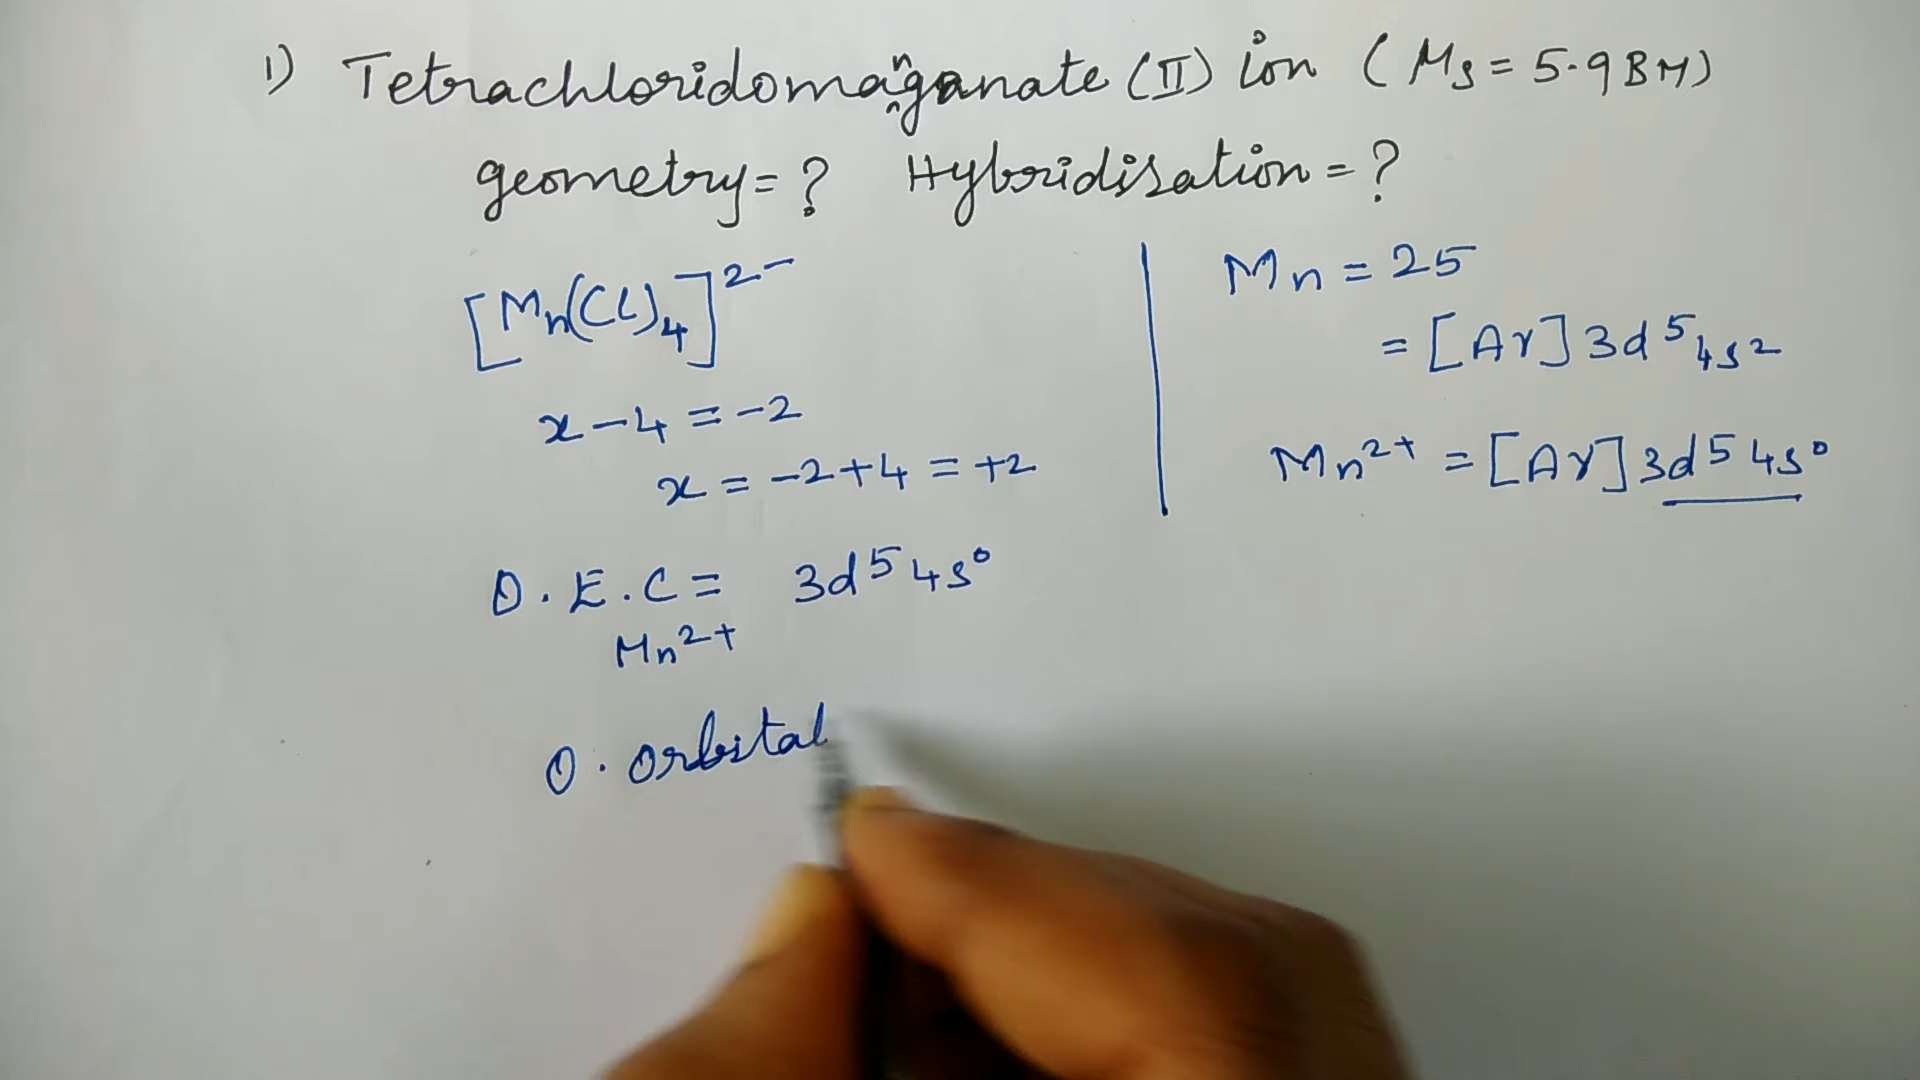 1) Tetrachloridomanganate (II) ion ( Ms = 5.9 BM)
geometry = ? Hybridisation = ?
[Mn(Cl)4]2-
x - 4 = -2
x = -2 + 4 = +2
O.E.C = 3d5 4s0
Mn2+
O. orbital
Mn = 25
= [Ar] 3d5 4s2
Mn2+ = [Ar] 3d5 4s0